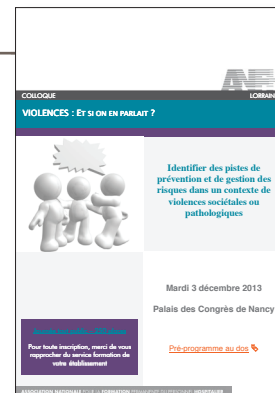 COLLOQUE
LORRAIN
VIOLENCES : ET SI ON EN PARLAIT ?
Identifier des pistes de
prévention et de gestion des
risques dans un contexte de
violences sociétales ou
pathologiques
Mardi 3 décembre 2013
Palais des Congrès de Nancy
Pour toute inscription, merci de vous
rapprocher du service formation de
votre établissement
Pré-programme au dos